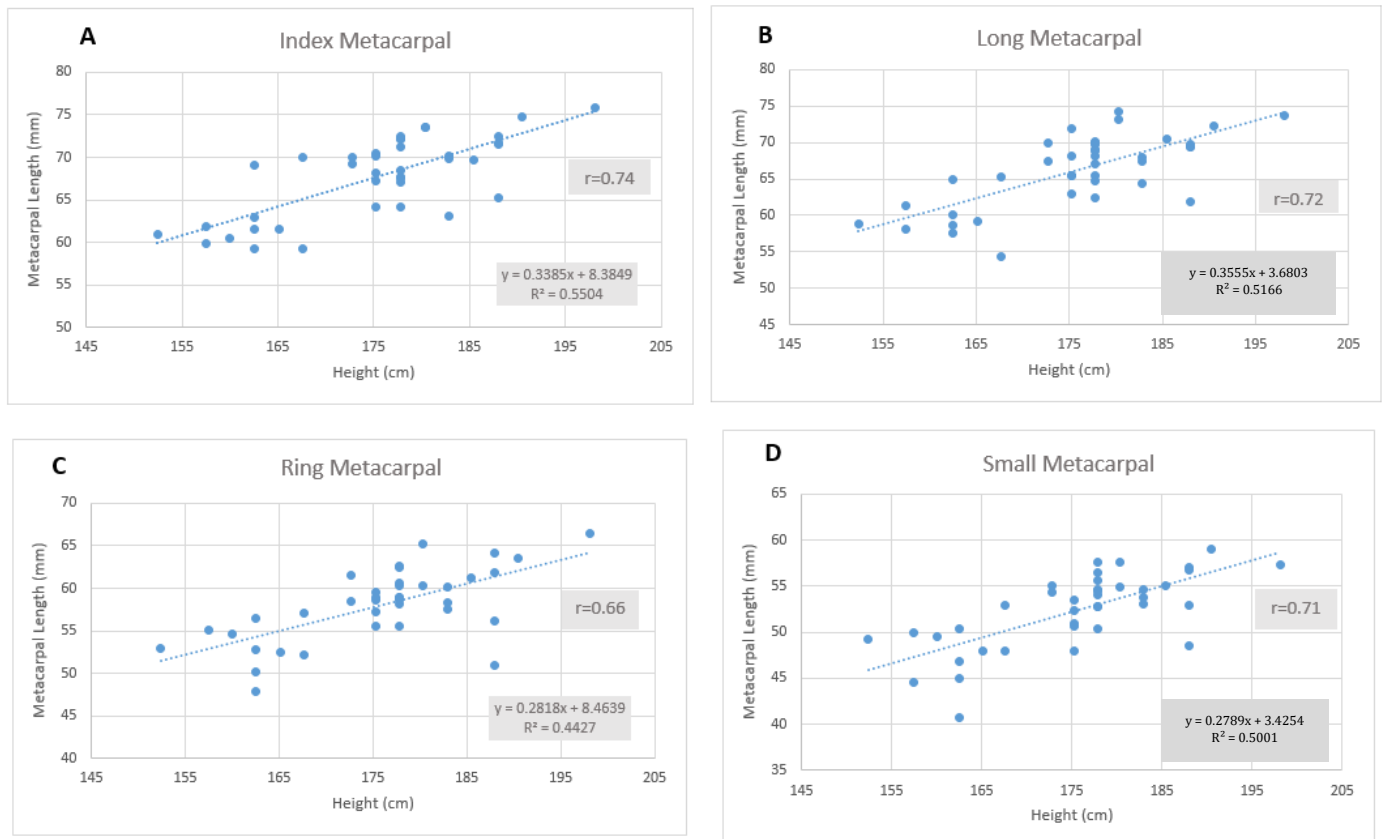 A
Index Metacarpal
Metacarpal Length (mm)
80
75
70
65
60
55
50
r=0.74
y = 0.3385x + 8.3849
R² = 0.5504
145 155 165 175 185 195 205
Height (cm)
B
Long Metacarpal
Metacarpal Length (mm)
80
75
70
65
60
55
50
45
r=0.72
y = 0.3555x + 3.6803
R² = 0.5166
145 155 165 175 185 195 205
Height (cm)
C
Ring Metacarpal
Metacarpal Length (mm)
70
65
60
55
50
45
40
r=0.66
y = 0.2818x + 8.4639
R² = 0.4427
145 155 165 175 185 195 205
Height (cm)
D
Small Metacarpal
Metacarpal Length (mm)
65
60
55
50
45
40
35
r=0.71
y = 0.2789x + 3.4254
R² = 0.5001
145 155 165 175 185 195 205
Height (cm)